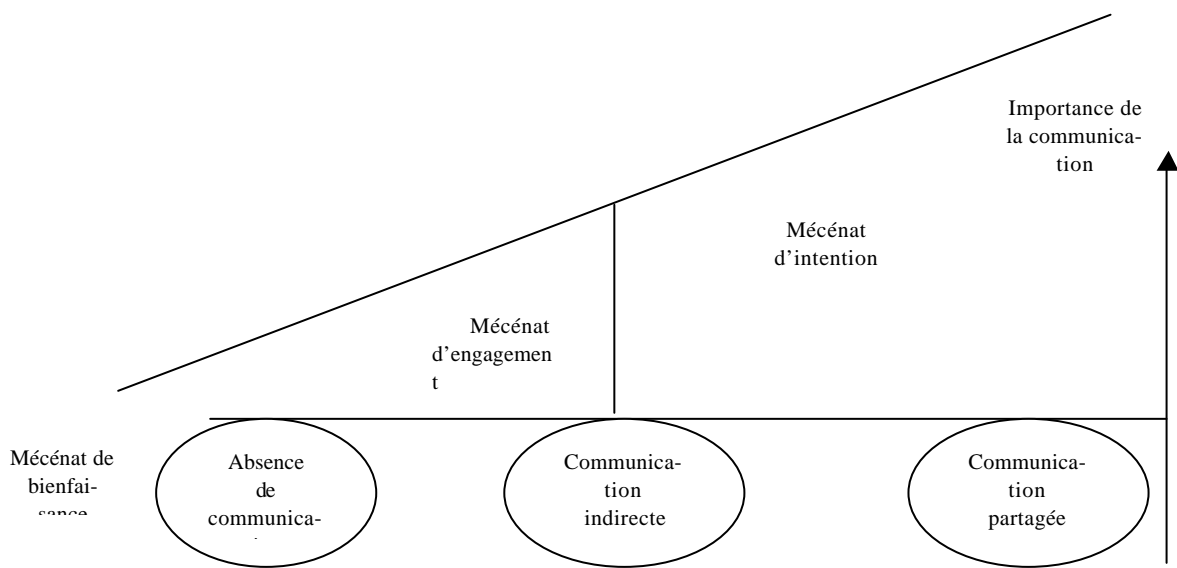 Importance de
la communica-
tion
Mécénat
d'intention
Mécénat
d'engagemen
t
Mécénat de
bienfai-
sance
Absence
de
communica-
Communica-
tion
indirecte
Communica-
tion
partagée